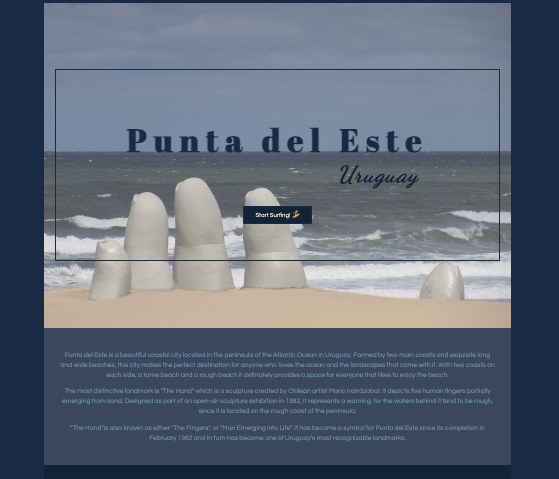 Punta del Este
Uruguay
Start Surfing! 🏄
Punta del Este is a beautiful coastal city located in the peninsula of the Atlantic Ocean in Uruguay. Formed by two main coasts and exquisite long
and wide beaches, this city makes the perfect destination for anyone who loves the ocean and the landscapes that come with it. With two coasts on
each side, a tame beach and a rough beach it definately provides a space for everyone that likes to enjoy the beach.
The most distinctive landmark is "The Hand" which is a sculpture created by Chilean artist Mario Irarrázabal. It depicts five human fingers partially
emerging from sand. Designed as part of an open-air sculpture exhibition in 1982, it represents a warning, for the waters behind it tend to be rough,
since it is located on the rough coast of the peninsula.
"The Hand"is also known as either "The Fingers", or "Man Emerging into Life". It has become a symbol for Punta del Este since its completion in
February 1982 and in turn has become one of Uruguay's most recognizable landmarks.